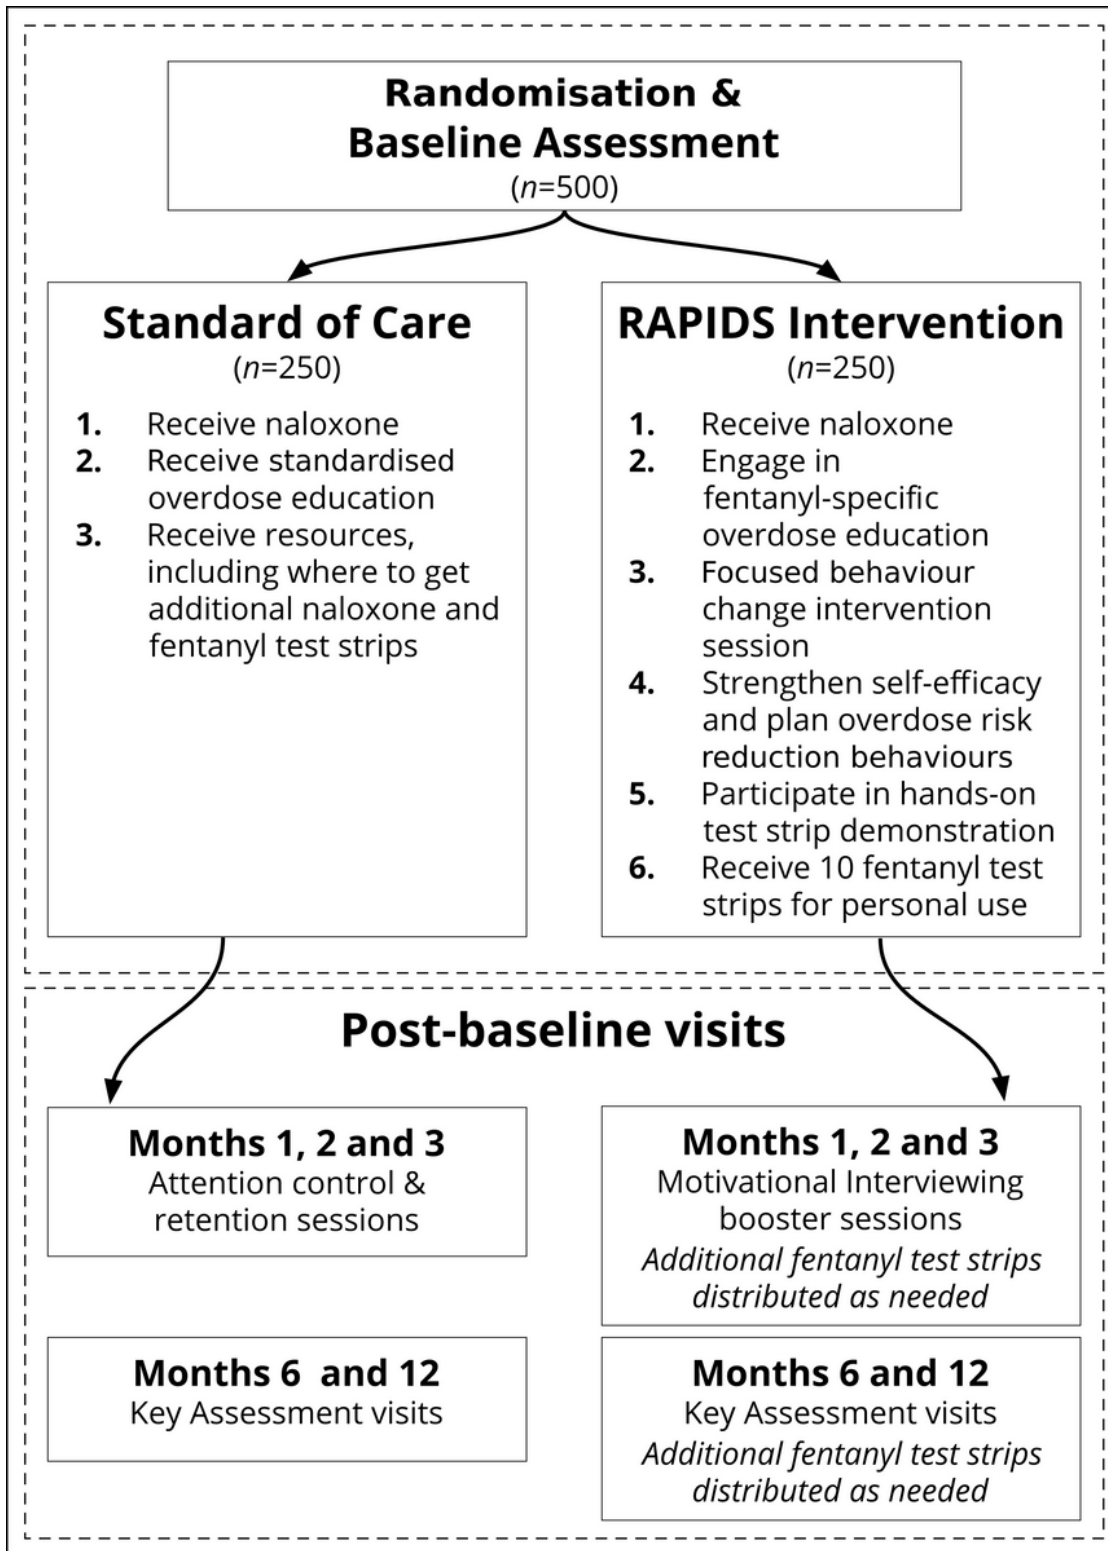 Randomisation &
Baseline Assessment
(n=500)
Standard of Care
(n=250)
1. Receive naloxone
2. Receive standardised
overdose education
3. Receive resources,
including where to get
additional naloxone and
fentanyl test strips
RAPIDS Intervention
(n=250)
1. Receive naloxone
2. Engage in
fentanyl-specific
overdose education
3. Focused behaviour
change intervention
session
4. Strengthen self-efficacy
and plan overdose risk
reduction behaviours
5. Participate in hands-on
test strip demonstration
6. Receive 10 fentanyl test
strips for personal use
Post-baseline visits
Months 1, 2 and 3
Attention control &
retention sessions
Months 1, 2 and 3
Motivational Interviewing
booster sessions
Additional fentanyl test strips
distributed as needed
Months 6 and 12
Key Assessment visits
Months 6 and 12
Key Assessment visits
Additional fentanyl test strips
distributed as needed